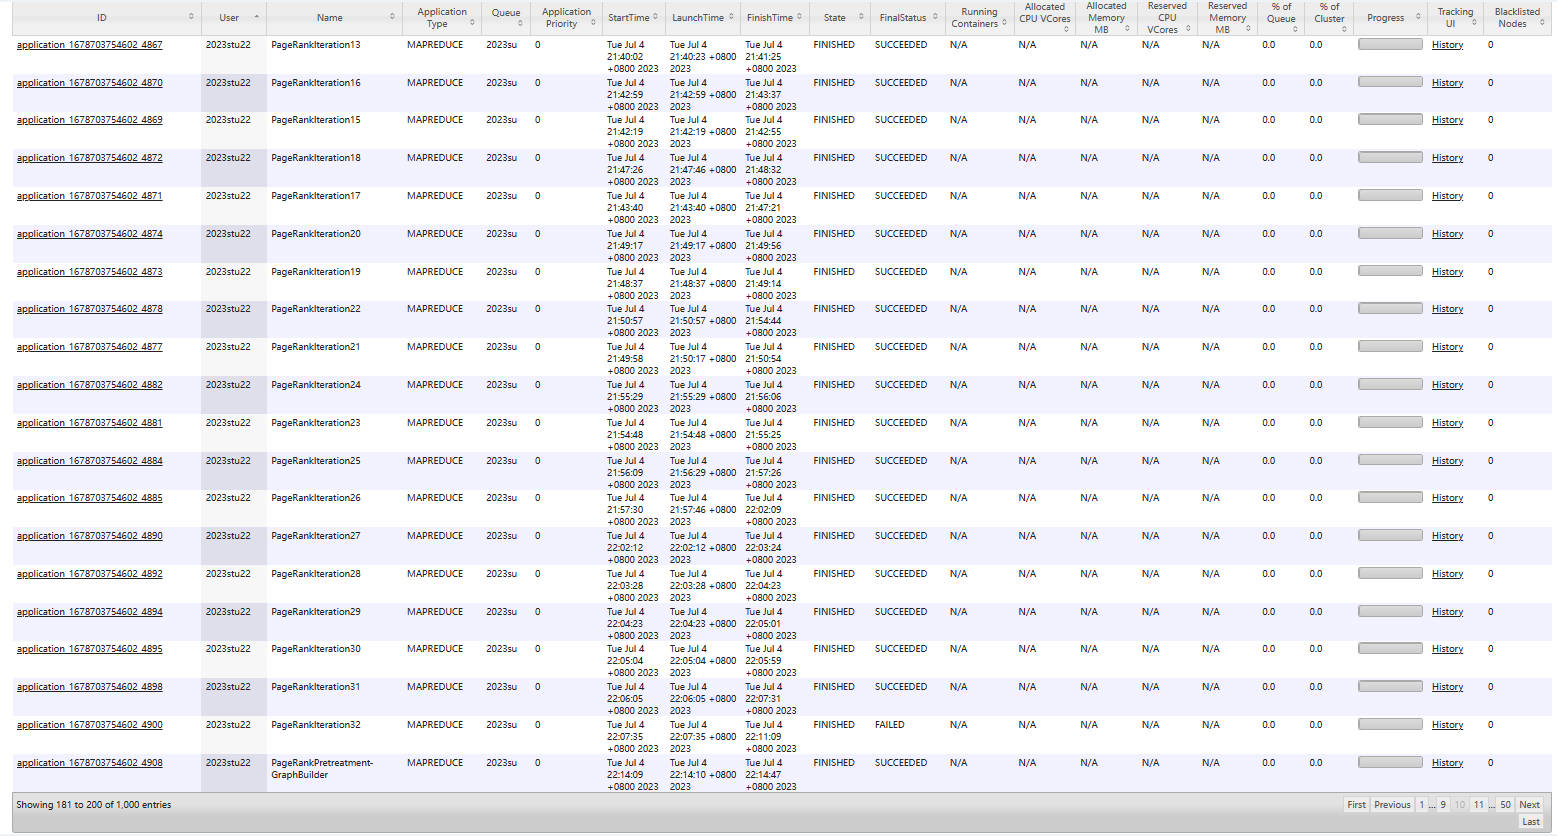 ID User Name Application Type Queue Application Priority StartTime LaunchTime FinishTime State FinalStatus Running Containers Allocated CPU VCores Allocated Memory MB Reserved CPU VCores Reserved Memory MB % of Queue % of Cluster Progress Tracking UI Blacklisted Nodes
application_1678703754602_4867 2023stu22 PageRankIteration13 MAPREDUCE 2023su 0 Tue Jul 4 21:40:02 +0800 2023 Tue Jul 4 21:40:23 +0800 2023 Tue Jul 4 21:41:25 +0800 2023 FINISHED SUCCEEDED N/A N/A N/A N/A N/A 0.0 0.0 History 0
application_1678703754602_4870 2023stu22 PageRankIteration16 MAPREDUCE 2023su 0 Tue Jul 4 21:42:59 +0800 2023 Tue Jul 4 21:42:59 +0800 2023 Tue Jul 4 21:43:37 +0800 2023 FINISHED SUCCEEDED N/A N/A N/A N/A N/A 0.0 0.0 History 0
application_1678703754602_4869 2023stu22 PageRankIteration15 MAPREDUCE 2023su 0 Tue Jul 4 21:42:19 +0800 2023 Tue Jul 4 21:42:19 +0800 2023 Tue Jul 4 21:42:55 +0800 2023 FINISHED SUCCEEDED N/A N/A N/A N/A N/A 0.0 0.0 History 0
application_1678703754602_4872 2023stu22 PageRankIteration18 MAPREDUCE 2023su 0 Tue Jul 4 21:47:26 +0800 2023 Tue Jul 4 21:47:46 +0800 2023 Tue Jul 4 21:48:32 +0800 2023 FINISHED SUCCEEDED N/A N/A N/A N/A N/A 0.0 0.0 History 0
application_1678703754602_4871 2023stu22 PageRankIteration17 MAPREDUCE 2023su 0 Tue Jul 4 21:43:40 +0800 2023 Tue Jul 4 21:43:40 +0800 2023 Tue Jul 4 21:47:21 +0800 2023 FINISHED SUCCEEDED N/A N/A N/A N/A N/A 0.0 0.0 History 0
application_1678703754602_4874 2023stu22 PageRankIteration20 MAPREDUCE 2023su 0 Tue Jul 4 21:49:17 +0800 2023 Tue Jul 4 21:49:17 +0800 2023 Tue Jul 4 21:49:56 +0800 2023 FINISHED SUCCEEDED N/A N/A N/A N/A N/A 0.0 0.0 History 0
application_1678703754602_4873 2023stu22 PageRankIteration19 MAPREDUCE 2023su 0 Tue Jul 4 21:48:37 +0800 2023 Tue Jul 4 21:48:37 +0800 2023 Tue Jul 4 21:49:14 +0800 2023 FINISHED SUCCEEDED N/A N/A N/A N/A N/A 0.0 0.0 History 0
application_1678703754602_4878 2023stu22 PageRankIteration22 MAPREDUCE 2023su 0 Tue Jul 4 21:50:57 +0800 2023 Tue Jul 4 21:50:57 +0800 2023 Tue Jul 4 21:54:44 +0800 2023 FINISHED SUCCEEDED N/A N/A N/A N/A N/A 0.0 0.0 History 0
application_1678703754602_4877 2023stu22 PageRankIteration21 MAPREDUCE 2023su 0 Tue Jul 4 21:49:58 +0800 2023 Tue Jul 4 21:50:17 +0800 2023 Tue Jul 4 21:50:54 +0800 2023 FINISHED SUCCEEDED N/A N/A N/A N/A N/A 0.0 0.0 History 0
application_1678703754602_4882 2023stu22 PageRankIteration24 MAPREDUCE 2023su 0 Tue Jul 4 21:55:29 +0800 2023 Tue Jul 4 21:55:29 +0800 2023 Tue Jul 4 21:56:06 +0800 2023 FINISHED SUCCEEDED N/A N/A N/A N/A N/A 0.0 0.0 History 0
application_1678703754602_4881 2023stu22 PageRankIteration23 MAPREDUCE 2023su 0 Tue Jul 4 21:54:48 +0800 2023 Tue Jul 4 21:54:48 +0800 2023 Tue Jul 4 21:55:25 +0800 2023 FINISHED SUCCEEDED N/A N/A N/A N/A N/A 0.0 0.0 History 0
application_1678703754602_4884 2023stu22 PageRankIteration25 MAPREDUCE 2023su 0 Tue Jul 4 21:56:09 +0800 2023 Tue Jul 4 21:56:29 +0800 2023 Tue Jul 4 21:57:26 +0800 2023 FINISHED SUCCEEDED N/A N/A N/A N/A N/A 0.0 0.0 History 0
application_1678703754602_4885 2023stu22 PageRankIteration26 MAPREDUCE 2023su 0 Tue Jul 4 21:57:30 +0800 2023 Tue Jul 4 21:57:46 +0800 2023 Tue Jul 4 22:02:09 +0800 2023 FINISHED SUCCEEDED N/A N/A N/A N/A N/A 0.0 0.0 History 0
application_1678703754602_4890 2023stu22 PageRankIteration27 MAPREDUCE 2023su 0 Tue Jul 4 22:02:12 +0800 2023 Tue Jul 4 22:02:12 +0800 2023 Tue Jul 4 22:03:24 +0800 2023 FINISHED SUCCEEDED N/A N/A N/A N/A N/A 0.0 0.0 History 0
application_1678703754602_4892 2023stu22 PageRankIteration28 MAPREDUCE 2023su 0 Tue Jul 4 22:03:28 +0800 2023 Tue Jul 4 22:03:28 +0800 2023 Tue Jul 4 22:04:23 +0800 2023 FINISHED SUCCEEDED N/A N/A N/A N/A N/A 0.0 0.0 History 0
application_1678703754602_4894 2023stu22 PageRankIteration29 MAPREDUCE 2023su 0 Tue Jul 4 22:04:23 +0800 2023 Tue Jul 4 22:04:23 +0800 2023 Tue Jul 4 22:05:01 +0800 2023 FINISHED SUCCEEDED N/A N/A N/A N/A N/A 0.0 0.0 History 0
application_1678703754602_4895 2023stu22 PageRankIteration30 MAPREDUCE 2023su 0 Tue Jul 4 22:05:04 +0800 2023 Tue Jul 4 22:05:04 +0800 2023 Tue Jul 4 22:05:59 +0800 2023 FINISHED SUCCEEDED N/A N/A N/A N/A N/A 0.0 0.0 History 0
application_1678703754602_4898 2023stu22 PageRankIteration31 MAPREDUCE 2023su 0 Tue Jul 4 22:06:05 +0800 2023 Tue Jul 4 22:06:05 +0800 2023 Tue Jul 4 22:07:31 +0800 2023 FINISHED SUCCEEDED N/A N/A N/A N/A N/A 0.0 0.0 History 0
application_1678703754602_4900 2023stu22 PageRankIteration32 MAPREDUCE 2023su 0 Tue Jul 4 22:07:35 +0800 2023 Tue Jul 4 22:07:35 +0800 2023 Tue Jul 4 22:11:09 +0800 2023 FINISHED FAILED N/A N/A N/A N/A N/A 0.0 0.0 History 0
application_1678703754602_4908 2023stu22 PageRankPretreatment-GraphBuilder MAPREDUCE 2023su 0 Tue Jul 4 22:14:09 +0800 2023 Tue Jul 4 22:14:10 +0800 2023 Tue Jul 4 22:14:47 +0800 2023 FINISHED SUCCEEDED N/A N/A N/A N/A N/A 0.0 0.0 History 0
Showing 181 to 200 of 1,000 entries First Previous 1 ... 9 10 11 ... 50 Next
Last